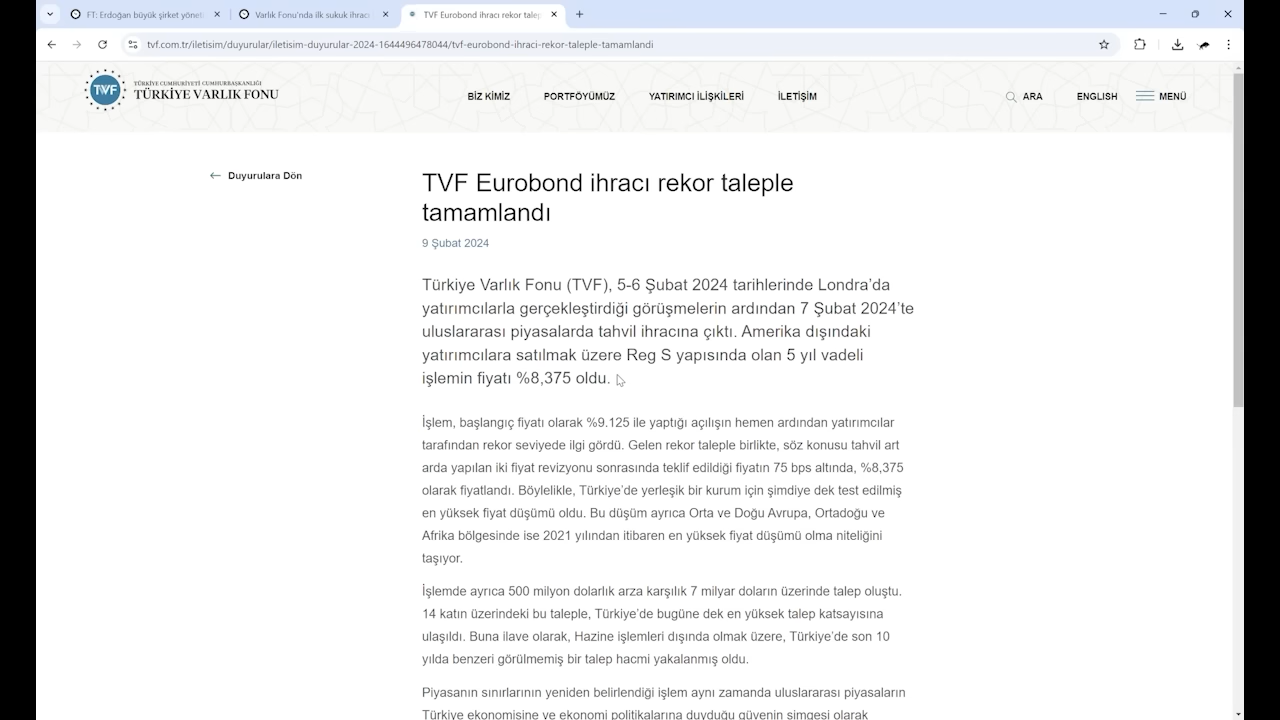 FT: Erdoğan büyük şirket yönet
Varlık Fonu'nda ilk sukuk ihracı
TVF Eurobond ihracı rekor talep
tvf.com.tr/iletisim/duyurular/iletisim-duyurular-2024-1644496478044/tvf-eurobond-ihraci-rekor-taleple-tamamlandi
TVF
TÜRKİYE CUMHURİYETİ CUMHURBAŞKANLIĞI
TÜRKİYE VARLIK FONU
BİZ KİMİZ
PORTFÖYÜMÜZ
YATIRIMCI İLİŞKİLERİ
İLETİŞİM
ARA
ENGLISH
MENÜ
Duyurulara Dön
TVF Eurobond ihracı rekor taleple
tamamlandı
9 Şubat 2024
Türkiye Varlık Fonu (TVF), 5-6 Şubat 2024 tarihlerinde Londra’da
yatırımcılarla gerçekleştirdiği görüşmelerin ardından 7 Şubat 2024’te
uluslararası piyasalarda tahvil ihracına çıktı. Amerika dışındaki
yatırımcılara satılmak üzere Reg S yapısında olan 5 yıl vadeli
işlemin fiyatı %8,375 oldu.
İşlem, başlangıç fiyatı olarak %9.125 ile yaptığı açılışın hemen ardından yatırımcılar
tarafından rekor seviyede ilgi gördü. Gelen rekor taleple birlikte, söz konusu tahvil art
arda yapılan iki fiyat revizyonu sonrasında teklif edildiği fiyatın 75 bps altında, %8,375
olarak fiyatlandı. Böylelikle, Türkiye’de yerleşik bir kurum için şimdiye dek test edilmiş
en yüksek fiyat düşümü oldu. Bu düşüm ayrıca Orta ve Doğu Avrupa, Ortadoğu ve
Afrika bölgesinde ise 2021 yılından itibaren en yüksek fiyat düşümü olma niteliğini
taşıyor.
İşlemde ayrıca 500 milyon dolarlık arza karşılık 7 milyar doların üzerinde talep oluştu.
14 katın üzerindeki bu taleple, Türkiye’de bugüne dek en yüksek talep katsayısına
ulaşıldı. Buna ilave olarak, Hazine işlemleri dışında olmak üzere, Türkiye’de son 10
yılda benzeri görülmemiş bir talep hacmi yakalanmış oldu.
Piyasanın sınırlarının yeniden belirlendiği işlem aynı zamanda uluslararası piyasaların
Türkiye ekonomisine ve ekonomi politikalarına duyduğu güvenin simgesi olarak